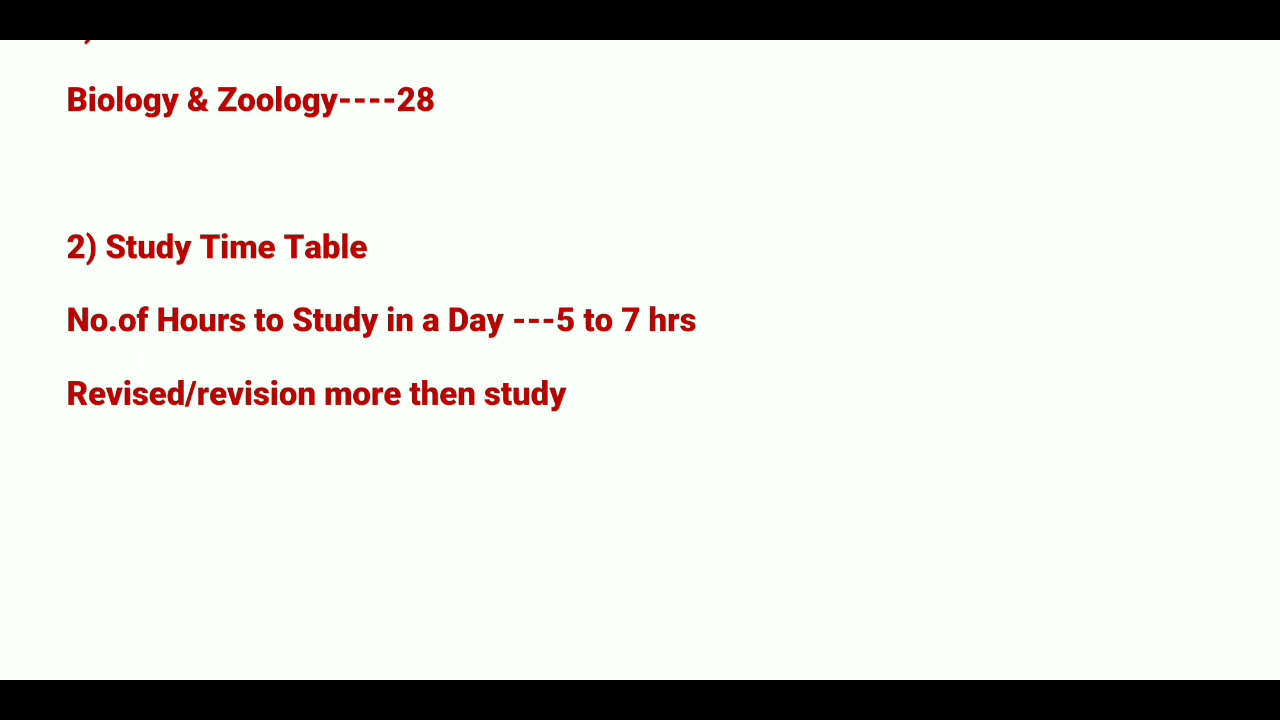 Biology & Zoology----28
2) Study Time Table
No.of Hours to Study in a Day ---5 to 7 hrs
Revised/revision more then study